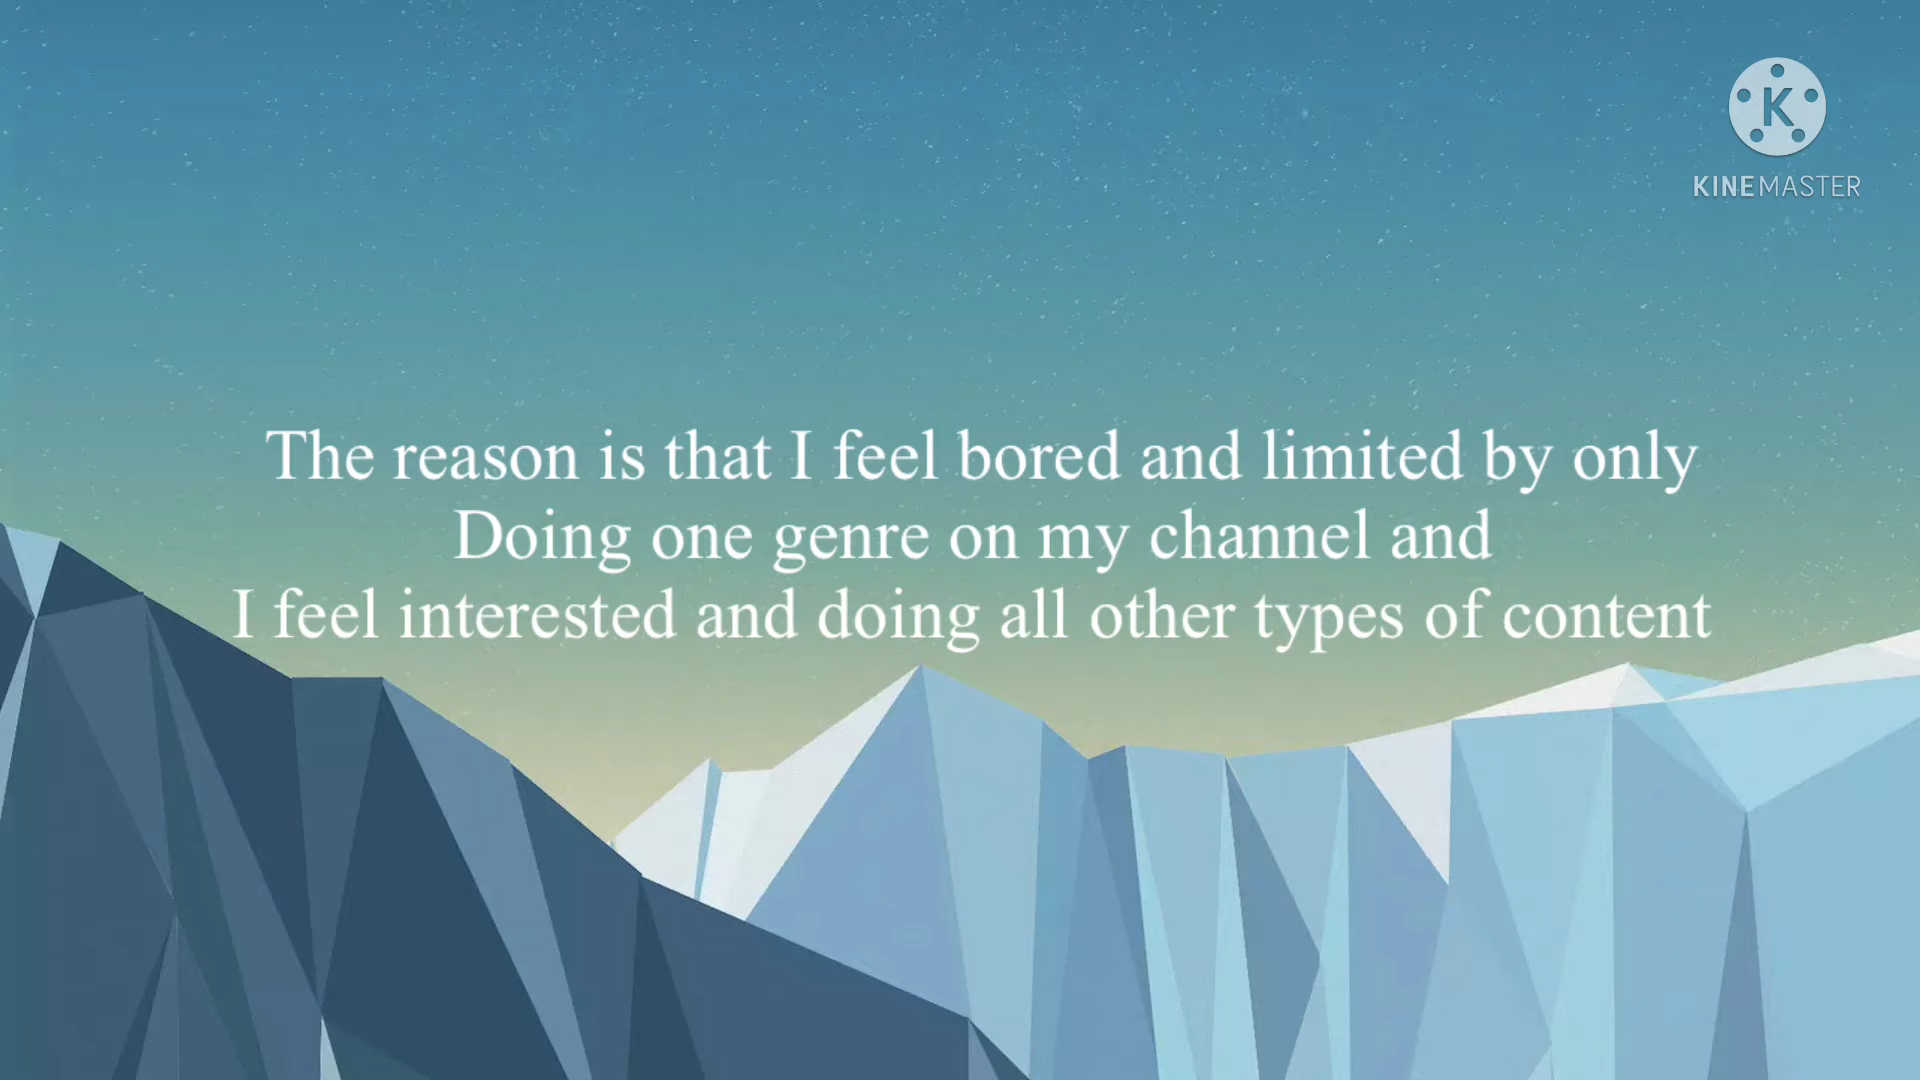 K
KINEMASTER
The reason is that I feel bored and limited by only
Doing one genre on my channel and
I feel interested and doing all other types of content